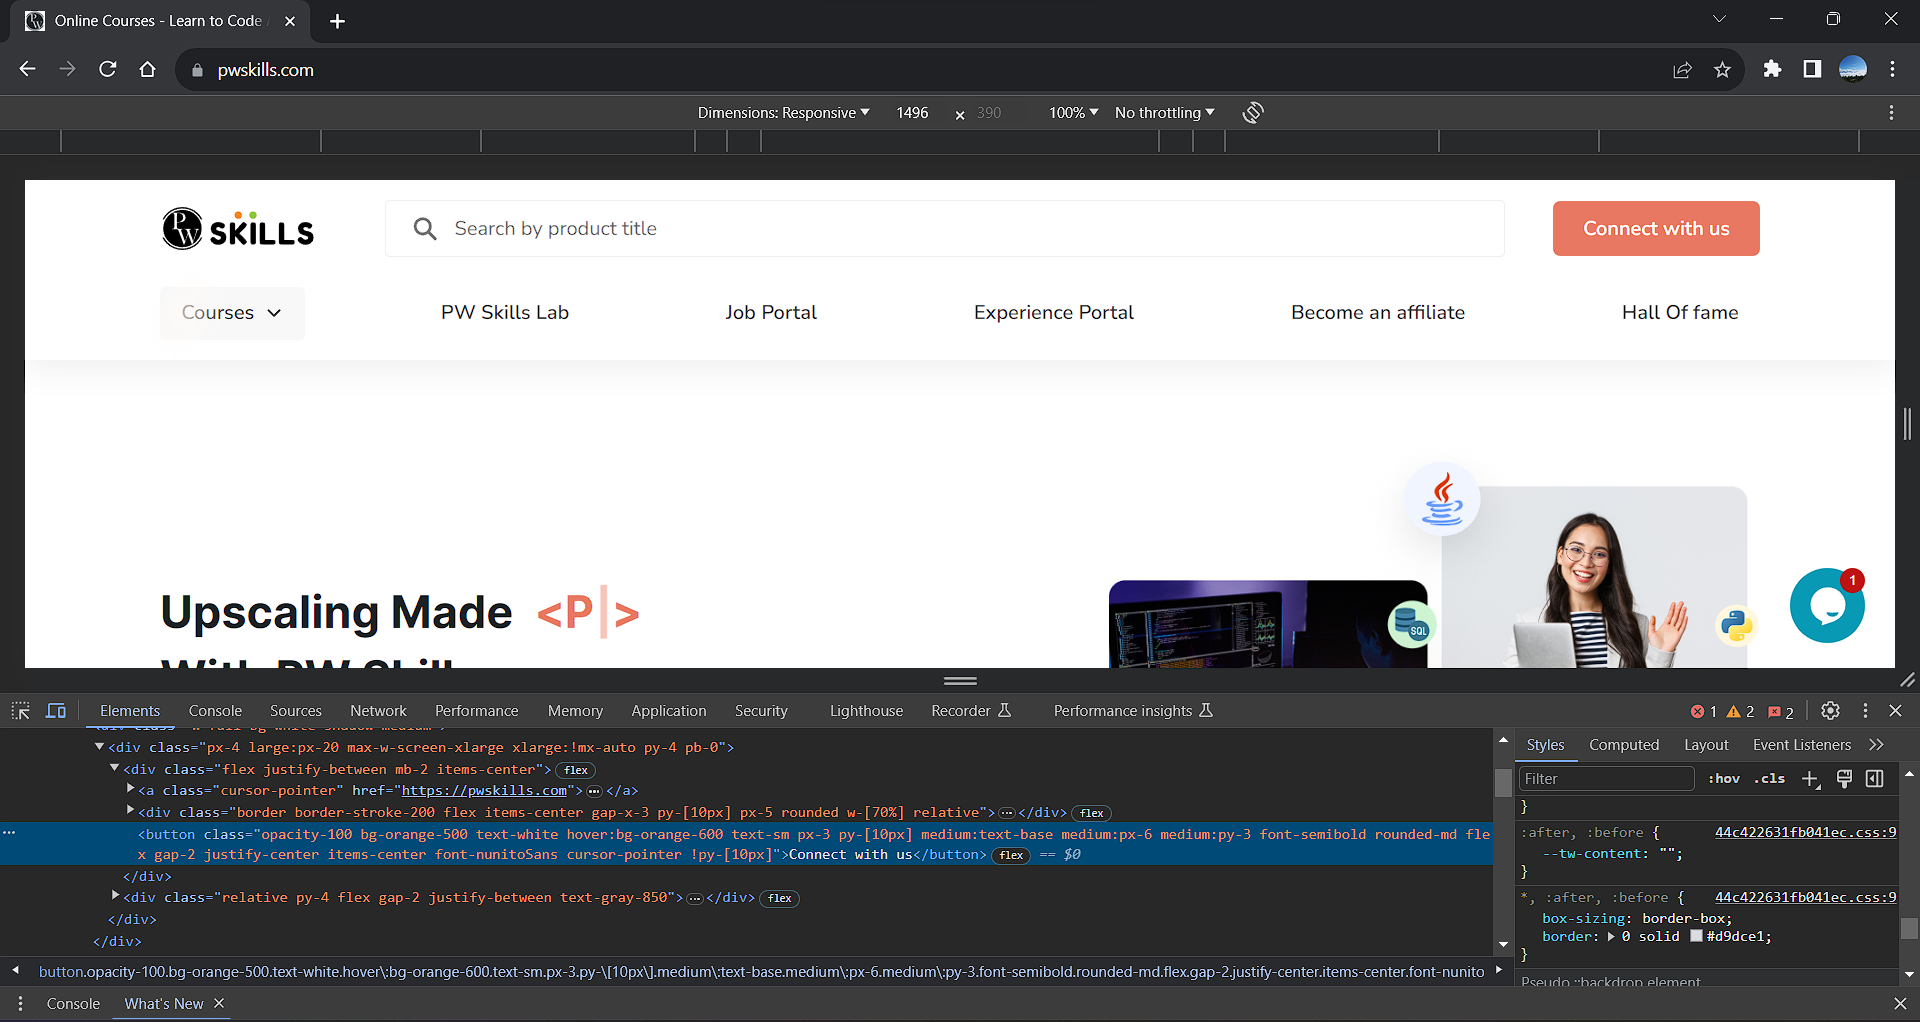 Online Courses - Learn to Code
pwskills.com
Dimensions: Responsive 1496 × 390 100% No throttling
PW SKILLS
Search by product title
Connect with us
Courses
PW Skills Lab
Job Portal
Experience Portal
Become an affiliate
Hall Of fame
SQL
1
Upscaling Made <P|>
With PW Skill
Elements Console Sources Network Performance Memory Application Security Lighthouse Recorder Performance insights 1 2 2
<div class="px-4 large:px-20 max-w-screen-xlarge xlarge:!mx-auto py-4 pb-0">
<div class="flex justify-between mb-2 items-center"> flex
<a class="cursor-pointer" href="https://pwskills.com">…</a>
<div class="border border-stroke-200 flex items-center gap-x-3 py-[10px] px-5 rounded w-[70%] relative">…</div> flex
<button class="opacity-100 bg-orange-500 text-white hover:bg-orange-600 text-sm px-3 py-[10px] medium:text-base medium:px-6 medium:py-3 font-semibold rounded-md fle
x gap-2 justify-center items-center font-nunitoSans cursor-pointer !py-[10px]">Connect with us</button> flex == $0
</div>
<div class="relative py-4 flex gap-2 justify-between text-gray-850">…</div> flex
</div>
</div>
button.opacity-100.bg-orange-500.text-white.hover\:bg-orange-600.text-sm.px-3.py-\[10px\].medium\:text-base.medium\:px-6.medium\:py-3.font-semibold.rounded-md.flex.gap-2.justify-center.items-center.font-nunito
Styles Computed Layout Event Listeners
Filter :hov .cls
}
:after, :before { 44c422631fb041ec.css:9
--tw-content: "";
}
*, :after, :before { 44c422631fb041ec.css:9
box-sizing: border-box;
border: 0 solid #d9dce1;
}
Pseudo ::backdrop element
Console What's New